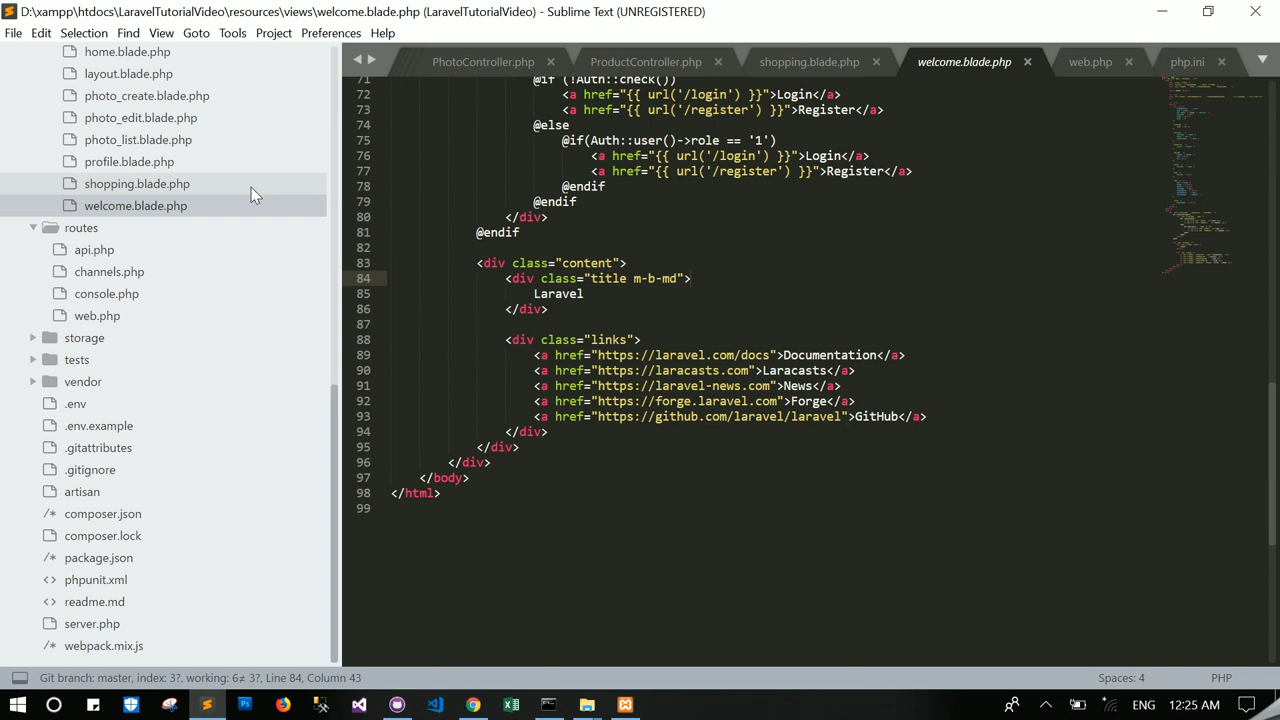 D:\xampp\htdocs\LaravelTutorialVideo\resources\views\welcome.blade.php (LaravelTutorialVideo) - Sublime Text (UNREGISTERED)
File Edit Selection Find View Goto Tools Project Preferences Help
home.blade.php
layout.blade.php
photo_create.blade.php
photo_edit.blade.php
photo_list.blade.php
profile.blade.php
shopping.blade.php
welcome.blade.php
routes
api.php
channels.php
console.php
web.php
storage
tests
vendor
.env
.env.example
.gitattributes
.gitignore
artisan
composer.json
composer.lock
package.json
phpunit.xml
readme.md
server.php
webpack.mix.js
PhotoController.php ProductController.php shopping.blade.php welcome.blade.php web.php php.ini
71 @if (!Auth::check())
72 <a href="{{ url('/login') }}">Login</a>
73 <a href="{{ url('/register') }}">Register</a>
74 @else
75 @if(Auth::user()->role == '1')
76 <a href="{{ url('/login') }}">Login</a>
77 <a href="{{ url('/register') }}">Register</a>
78 @endif
79 @endif
80 </div>
81 @endif
82
83 <div class="content">
84 <div class="title m-b-md">
85 Laravel
86 </div>
87
88 <div class="links">
89 <a href="https://laravel.com/docs">Documentation</a>
90 <a href="https://laracasts.com">Laracasts</a>
91 <a href="https://laravel-news.com">News</a>
92 <a href="https://forge.laravel.com">Forge</a>
93 <a href="https://github.com/laravel/laravel">GitHub</a>
94 </div>
95 </div>
96 </div>
97 </body>
98 </html>
99
Git branch: master, index: 3?, working: 6≠ 3?, Line 84, Column 43 Spaces: 4 PHP
ENG 12:25 AM